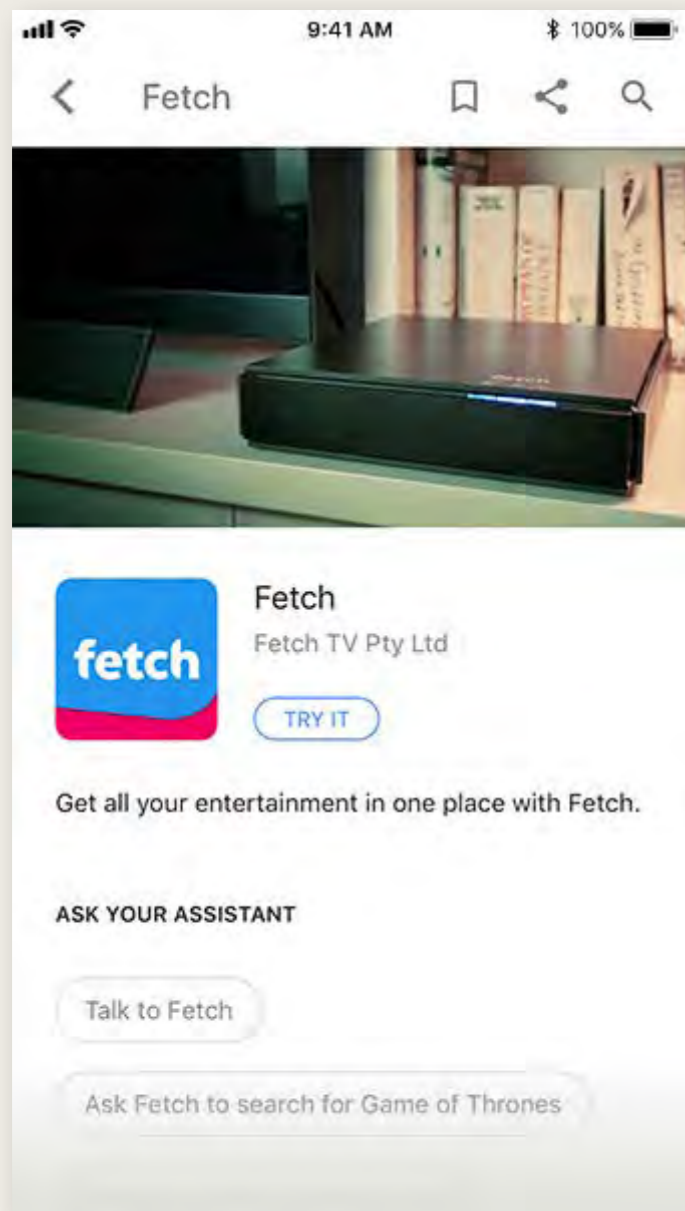 9:41 AM
100%
Fetch
fetch
fetch
Fetch
Fetch TV Pty Ltd
TRY IT
Get all your entertainment in one place with Fetch.
ASK YOUR ASSISTANT
Talk to Fetch
Ask Fetch to search for Game of Thrones